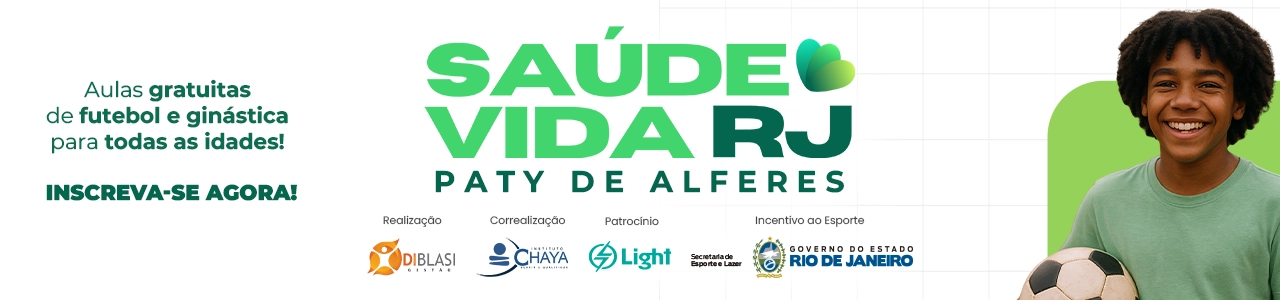 Aulas gratuitas
de futebol e ginástica
para todas as idades!
INSCREVA-SE AGORA!
SAÚDE
VIDA RJ
PATY DE ALFERES
Realização
DIBLASI
GESTÃO
Correalização
INSTITUTO
CHAYA
Patrocínio
Light
Incentivo ao Esporte
Secretaria de
Esporte e Lazer
GOVERNO DO ESTADO
RIO DE JANEIRO